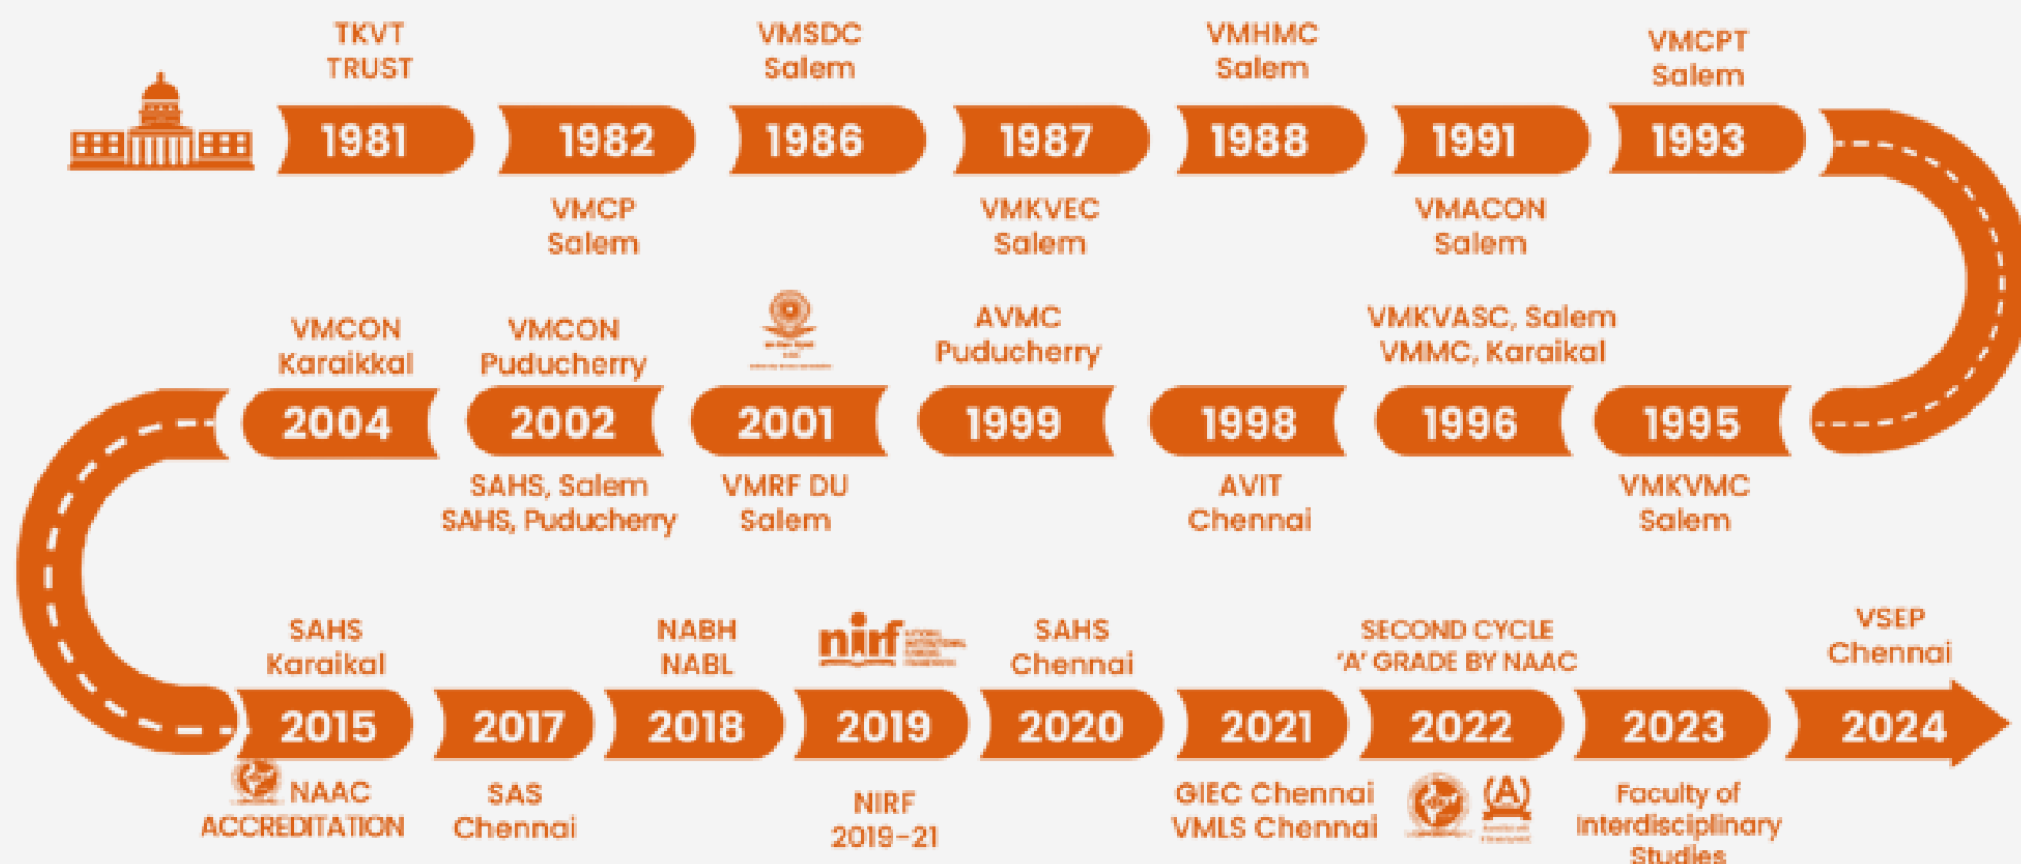 TKVT
TRUST
VMSDC
Salem
VMHMC
Salem
VMCPT
Salem
1981
1982
1986
1987
1988
1991
1993
VMCP
Salem
VMKVEC
Salem
VMACON
Salem
VMCON
Karaikkal
VMCON
Puducherry
AVMC
Puducherry
VMKVASC, Salem
VMMC, Karaikal
2004
2002
2001
1999
1998
1996
1995
SAHS, Salem
SAHS, Puducherry
VMRF DU
Salem
AVIT
Chennai
VMKVMC
Salem
SAHS
Karaikal
NABH
NABL
nirf
SAHS
Chennai
SECOND CYCLE
‘A’ GRADE BY NAAC
VSEP
Chennai
2015
2017
2018
2019
2020
2021
2022
2023
2024
NAAC
ACCREDITATION
SAS
Chennai
NIRF
2019-21
GIEC Chennai
VMLS Chennai
(A)
Faculty of
Interdisciplinary
Studies